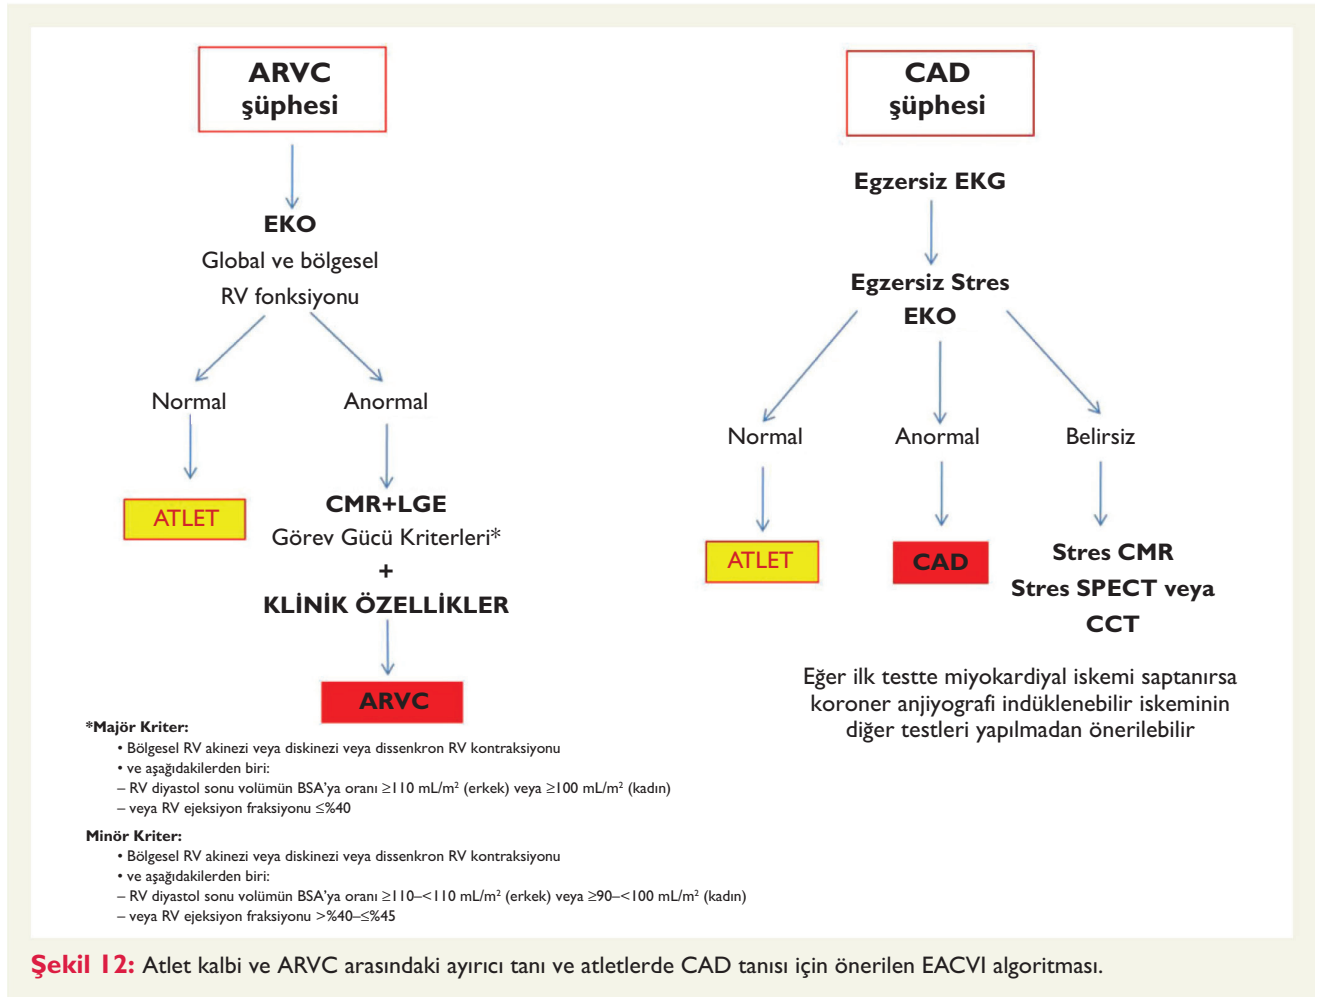 ARVC
şüphesi
EKO
Global ve bölgesel
RV fonksiyonu
Normal
Anormal
ATLET
CMR+LGE
Görev Gücü Kriterleri*
+
KLİNİK ÖZELLİKLER
ARVC
*Majör Kriter:
• Bölgesel RV akinezi veya diskinezi veya dissenkron RV kontraksiyonu
• ve aşağıdakilerden biri:
– RV diyastol sonu volümün BSA'ya oranı ≥110 mL/m² (erkek) veya ≥100 mL/m² (kadın)
– veya RV ejeksiyon fraksiyonu ≤%40
Minör Kriter:
• Bölgesel RV akinezi veya diskinezi veya dissenkron RV kontraksiyonu
• ve aşağıdakilerden biri:
– RV diyastol sonu volümün BSA'ya oranı ≥110–<110 mL/m² (erkek) veya ≥90–<100 mL/m² (kadın)
– veya RV ejeksiyon fraksiyonu >%40–≤%45
CAD
şüphesi
Egzersiz EKG
Egzersiz Stres
EKO
Normal
Anormal
Belirsiz
ATLET
CAD
Stres CMR
Stres SPECT veya
CCT
Eğer ilk testte miyokardiyal iskemi saptanırsa
koroner anjiyografi indüklenebilir iskeminin
diğer testleri yapılmadan önerilebilir
Şekil 12: Atlet kalbi ve ARVC arasındaki ayırıcı tanı ve atletlerde CAD tanısı için önerilen EACVI algoritması.